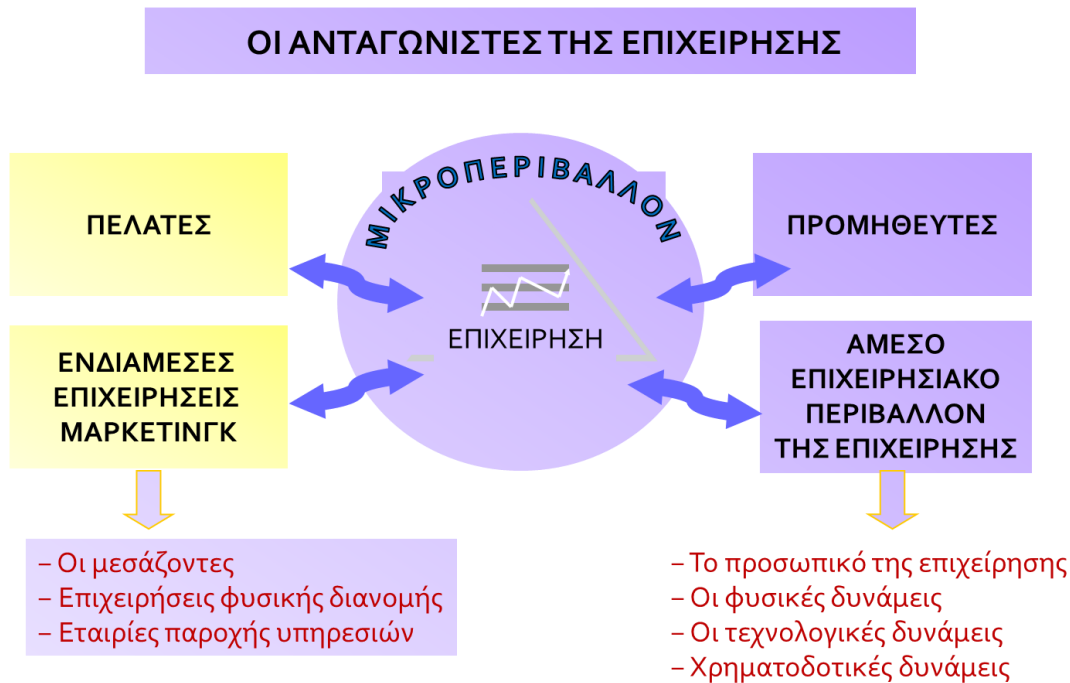 ΟΙ ΑΝΤΑΓΩΝΙΣΤΕΣ ΤΗΣ ΕΠΙΧΕΙΡΗΣΗΣ
ΜΙΚΡΟΠΕΡΙΒΑΛΛΟΝ
ΠΕΛΑΤΕΣ
ΠΡΟΜΗΘΕΥΤΕΣ
ΕΠΙΧΕΙΡΗΣΗ
ΕΝΔΙΑΜΕΣΕΣ
ΕΠΙΧΕΙΡΗΣΕΙΣ
ΜΑΡΚΕΤΙΝΓΚ
ΑΜΕΣΟ
ΕΠΙΧΕΙΡΗΣΙΑΚΟ
ΠΕΡΙΒΑΛΛΟΝ
ΤΗΣ ΕΠΙΧΕΙΡΗΣΗΣ
– Οι μεσάζοντες
– Επιχειρήσεις φυσικής διανομής
– Εταιρίες παροχής υπηρεσιών
– Το προσωπικό της επιχείρησης
– Οι φυσικές δυνάμεις
– Οι τεχνολογικές δυνάμεις
– Χρηματοδοτικές δυνάμεις